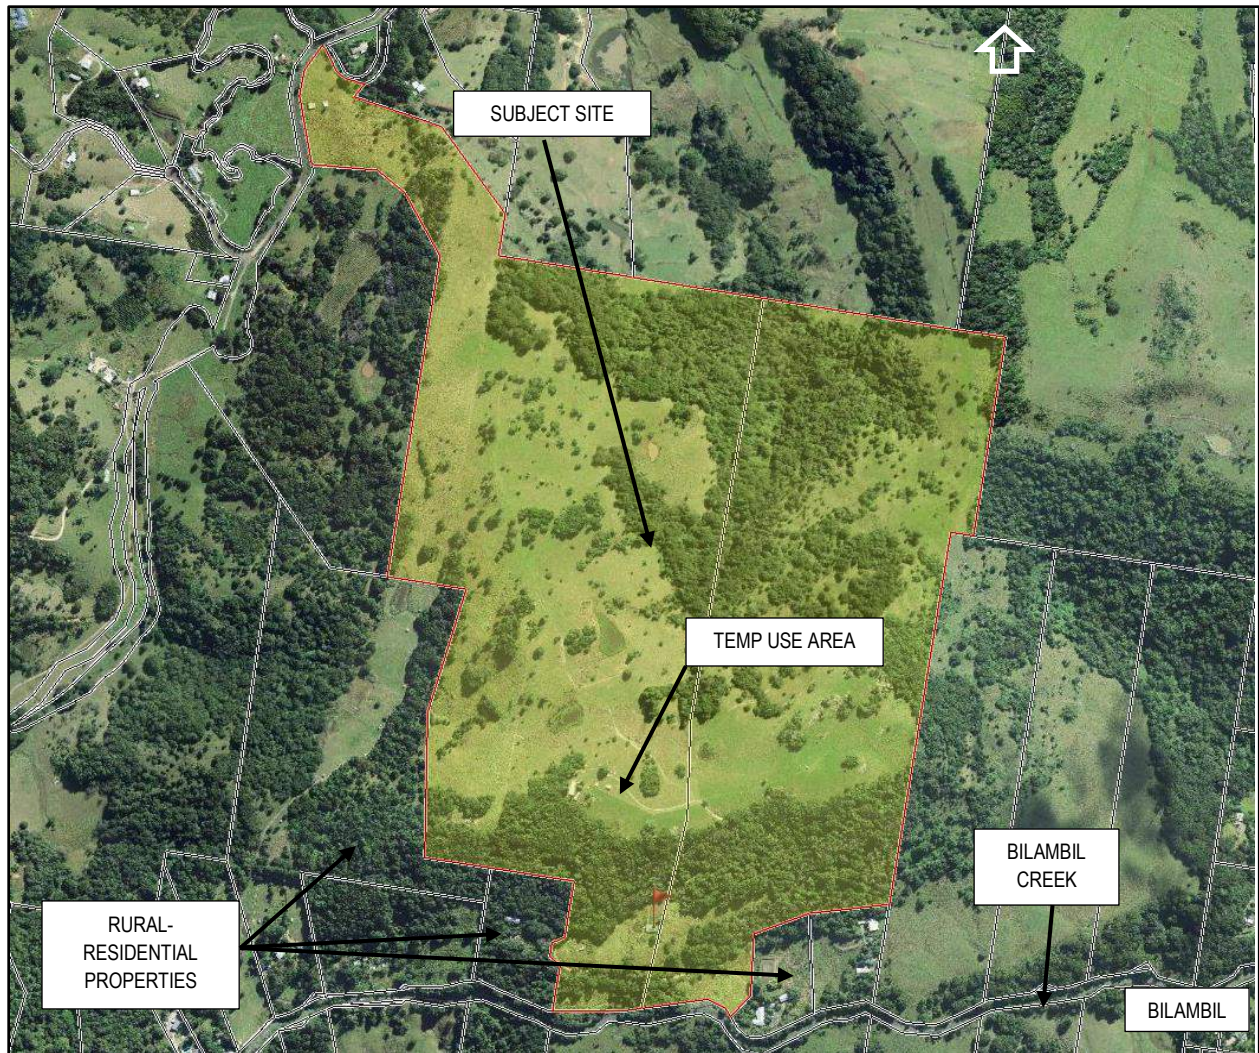 SUBJECT SITE
TEMP USE AREA
BILAMBIL
CREEK
RURAL-
RESIDENTIAL
PROPERTIES
BILAMBIL